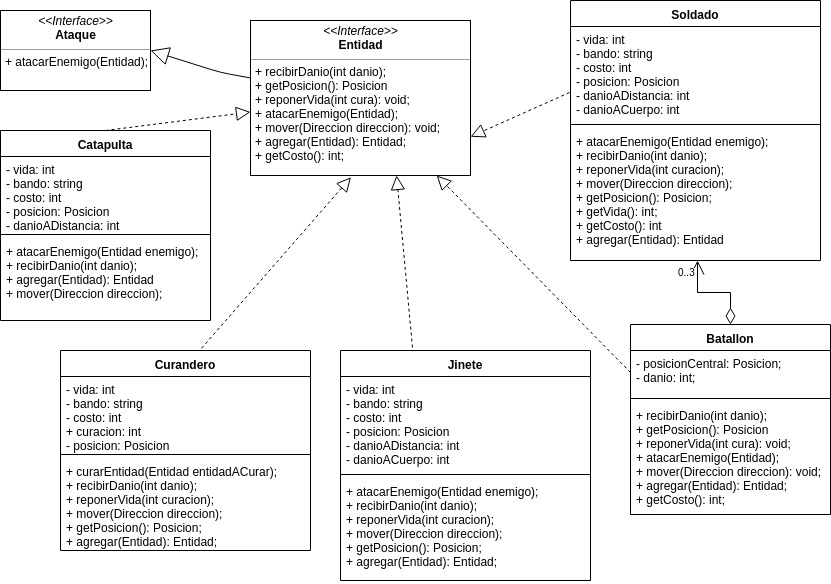 <<Interface>>
Ataque
+ atacarEnemigo(Entidad);
<<Interface>>
Entidad
+ recibirDanio(int danio);
+ getPosicion(): Posicion
+ reponerVida(int cura): void;
+ atacarEnemigo(Entidad);
+ mover(Direccion direccion): void;
+ agregar(Entidad): Entidad;
+ getCosto(): int;
Soldado
- vida: int
- bando: string
- costo: int
- posicion: Posicion
- danioADistancia: int
- danioACuerpo: int
+ atacarEnemigo(Entidad enemigo);
+ recibirDanio(int danio);
+ reponerVida(int curacion);
+ mover(Direccion direccion);
+ getPosicion(): Posicion;
+ getVida(): int;
+ getCosto(): int
+ agregar(Entidad): Entidad
Catapulta
- vida: int
- bando: string
- costo: int
- posicion: Posicion
- danioADistancia: int
+ atacarEnemigo(Entidad enemigo);
+ recibirDanio(int danio);
+ agregar(Entidad): Entidad
+ mover(Direccion direccion);
0..3
Curandero
- vida: int
- bando: string
- costo: int
+ curacion: int
- posicion: Posicion
+ curarEntidad(Entidad entidadACurar);
+ recibirDanio(int danio);
+ reponerVida(int curacion);
+ mover(Direccion direccion);
+ getPosicion(): Posicion;
+ agregar(Entidad): Entidad;
Jinete
- vida: int
- bando: string
- costo: int
- posicion: Posicion
- danioADistancia: int
- danioACuerpo: int
+ atacarEnemigo(Entidad enemigo);
+ recibirDanio(int danio);
+ reponerVida(int curacion);
+ mover(Direccion direccion);
+ getPosicion(): Posicion;
+ agregar(Entidad): Entidad;
Batallon
- posicionCentral: Posicion;
- danio: int;
+ recibirDanio(int danio);
+ getPosicion(): Posicion
+ reponerVida(int cura): void;
+ atacarEnemigo(Entidad);
+ mover(Direccion direccion): void;
+ agregar(Entidad): Entidad;
+ getCosto(): int;